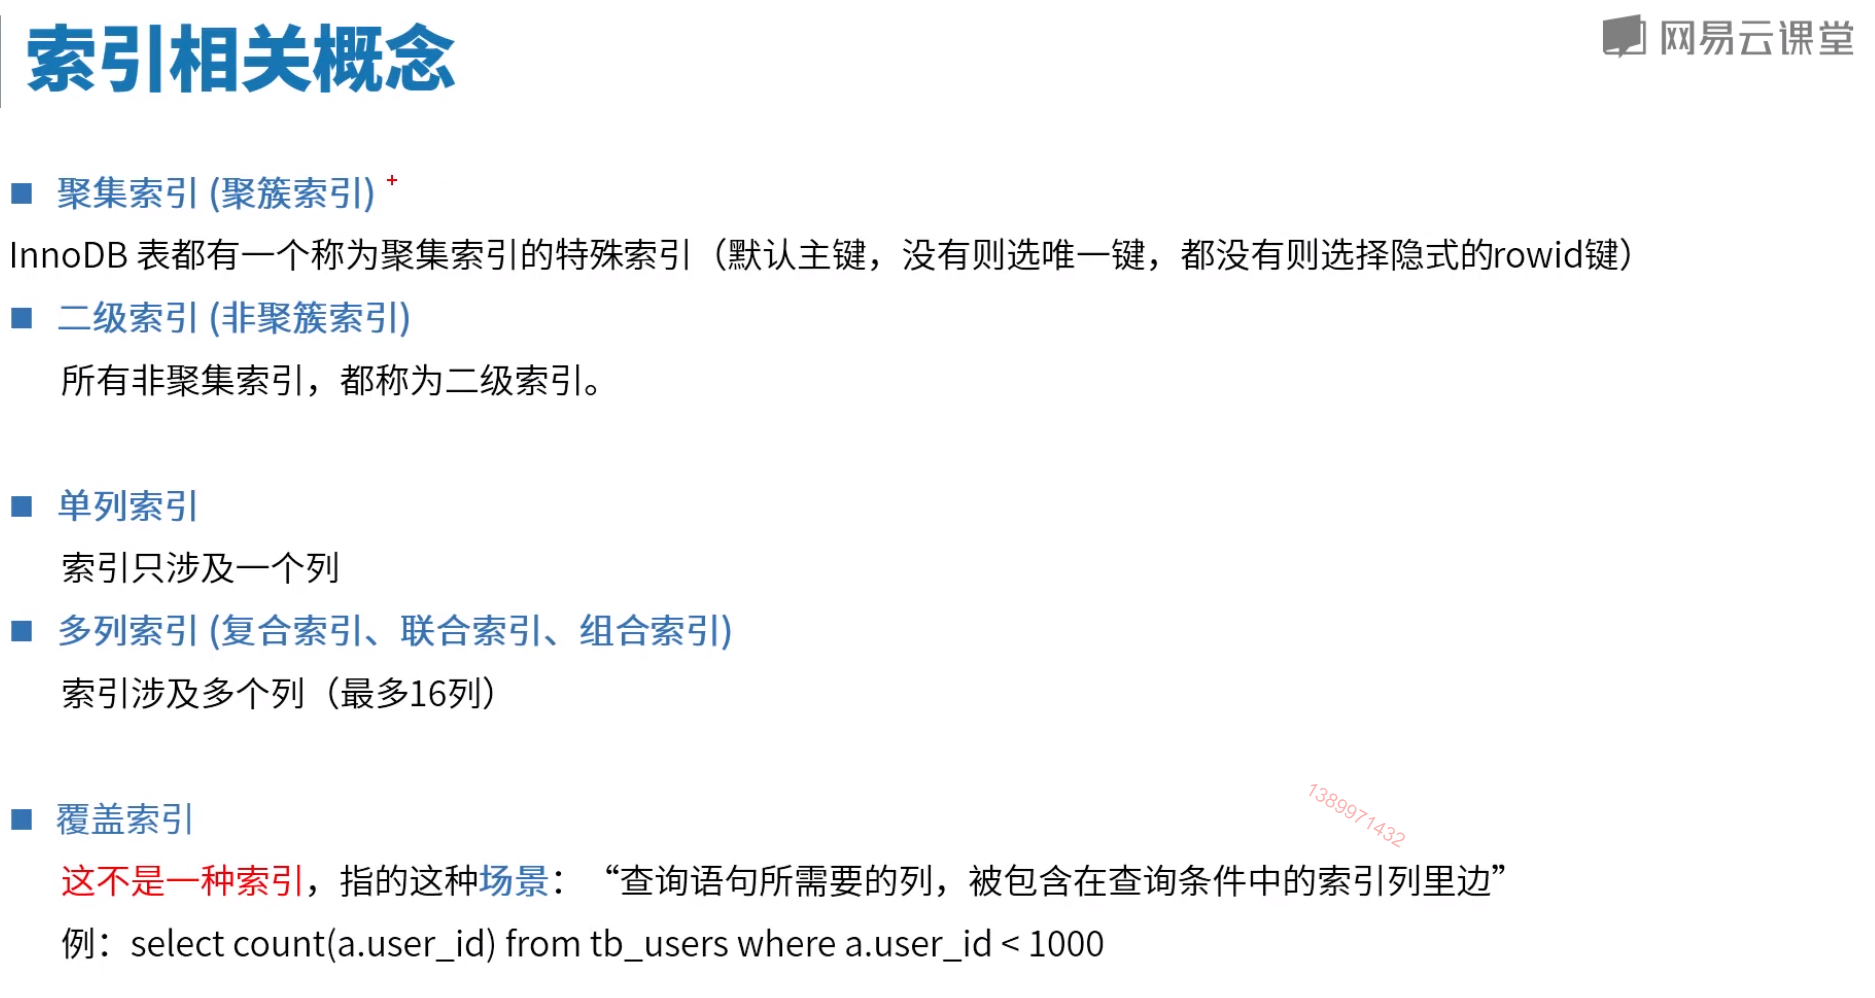 索引相关概念
网易云课堂
聚集索引 (聚簇索引)
InnoDB 表都有一个称为聚集索引的特殊索引（默认主键，没有则选唯一键，都没有则选择隐式的rowid键）
二级索引 (非聚簇索引)
所有非聚集索引，都称为二级索引。
单列索引
索引只涉及一个列
多列索引 (复合索引、联合索引、组合索引)
索引涉及多个列（最多16列）
覆盖索引
这不是一种索引，指的这种场景：“查询语句所需要的列，被包含在查询条件中的索引列里边”
例：select count(a.user_id) from tb_users where a.user_id < 1000
1389971432